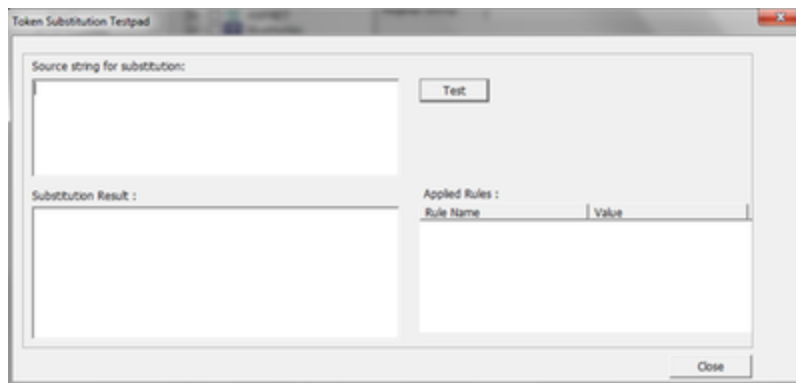 Token Substitution Testpad
Source string for substitution:
Test
Substitution Result :
Applied Rules :
Rule Name Value
Close